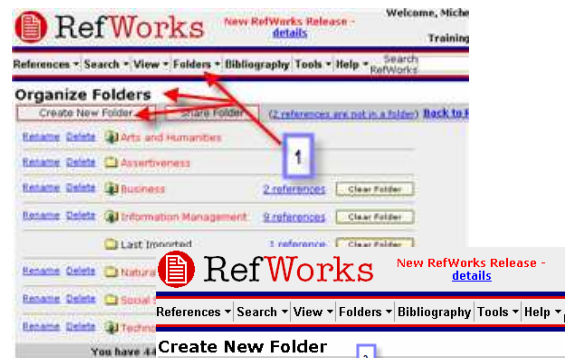 Welcome, Miche
RefWorks
New RefWorks Release -
details
Training
References Search View Folders Bibliography Tools Help Search
RefWorks
Organize Folders
Create New Folder Share Folder (2 references are not in a folder) Back to
1
Rename Delete Arts and Humanities
Rename Delete Assertiveness
Rename Delete Business 2 references Clear Folder
Rename Delete Information Management 9 references Clear Folder
Last Imported 1 reference Clear Folder
Rename Delete Natura
Rename Delete Social
Rename Delete Techno
You have 44
RefWorks
New RefWorks Release -
details
References Search View Folders Bibliography Tools Help
Create New Folder